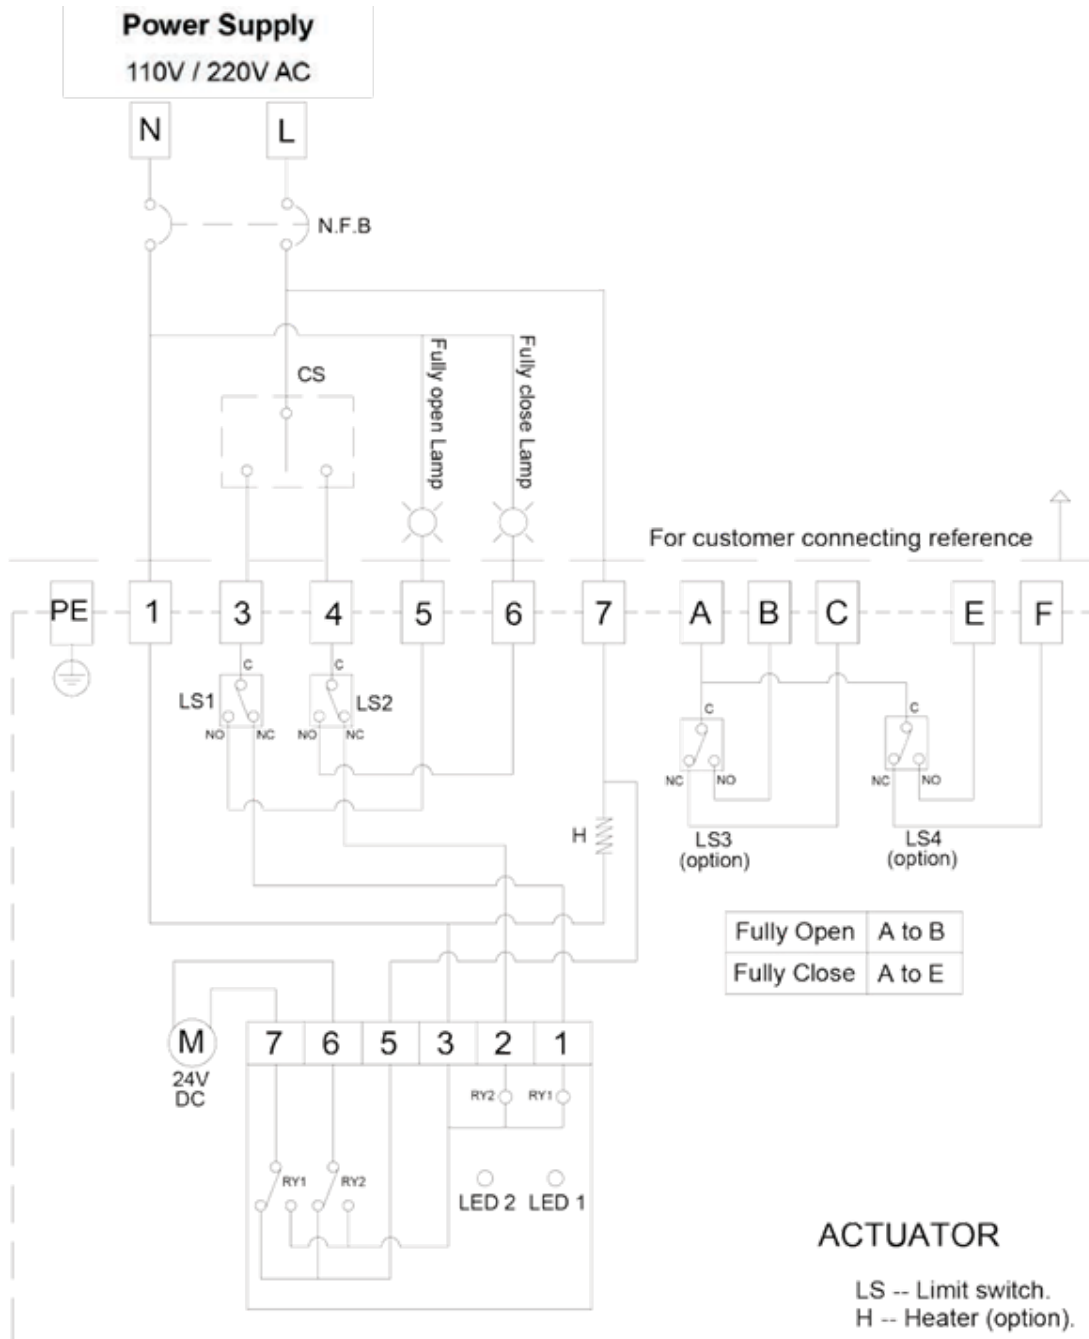 Power Supply
110V / 220V AC
N
L
N.F.B
CS
Fully open Lamp
Fully close Lamp
For customer connecting reference
PE
1
3
4
5
6
7
A
B
C
E
F
C
C
LS1
LS2
NO
NC
NO
NC
C
C
NC
NO
NC
NO
H
LS3
(option)
LS4
(option)
Fully Open A to B
Fully Close A to E
M
24V
DC
7
6
5
3
2
1
RY2
RY1
RY1
RY2
LED 2
LED 1
ACTUATOR
LS -- Limit switch.
H -- Heater (option).